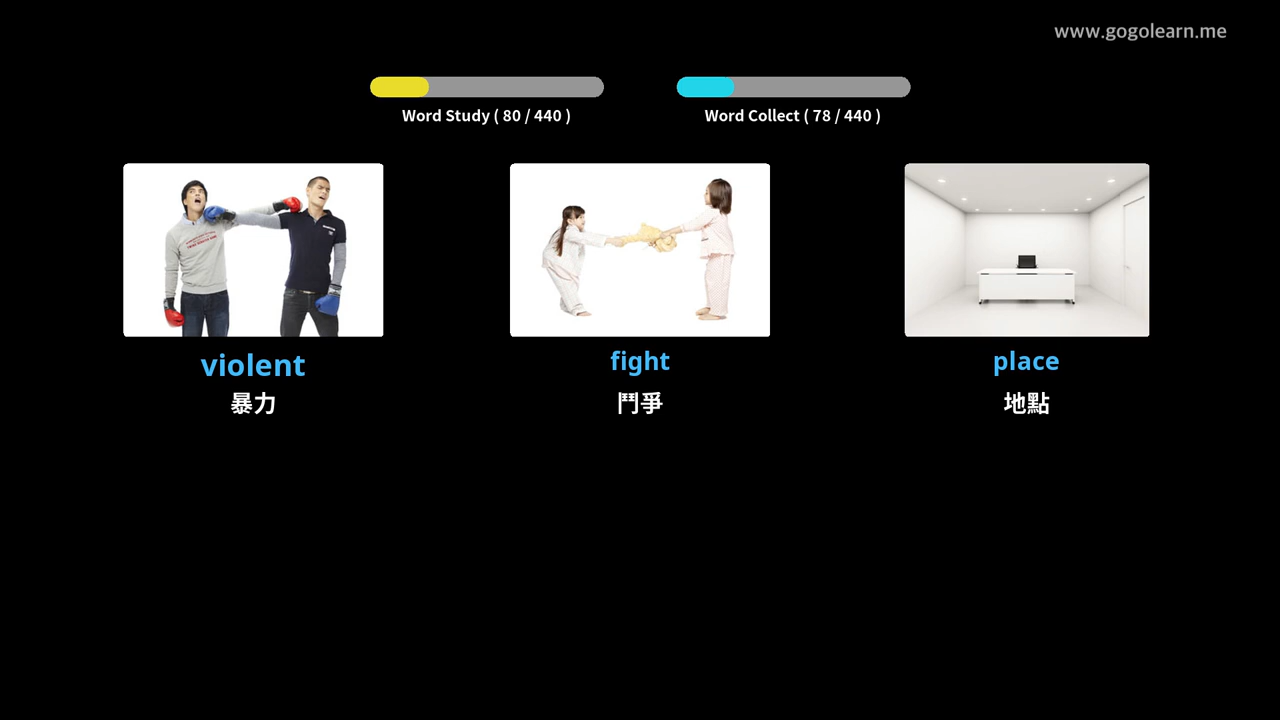 www.gogolearn.me
Word Study ( 80 / 440 )
Word Collect ( 78 / 440 )
violent
fight
place
暴力
鬥爭
地點